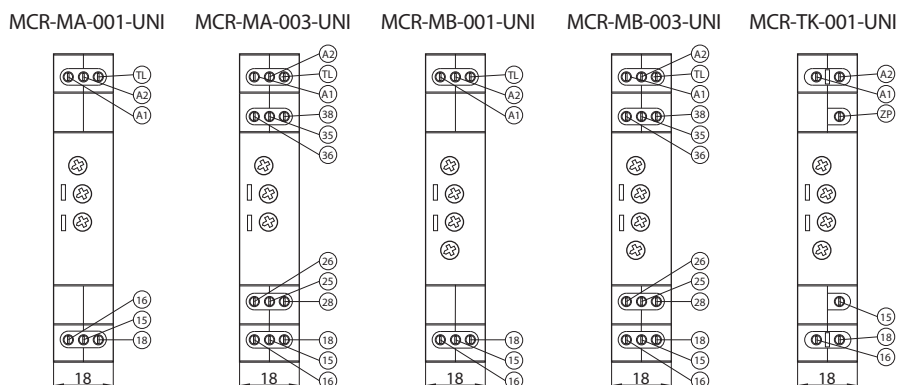 MCR-MA-001-UNI MCR-MA-003-UNI MCR-MB-001-UNI MCR-MB-003-UNI MCR-TK-001-UNI
TL
A2
A1
16
15
18
18
A2
TL
A1
38
35
36
26
25
28
18
15
16
18
TL
A2
A1
18
15
16
18
A2
TL
A1
38
35
36
26
25
28
18
15
16
18
A2
A1
ZP
15
18
16
18